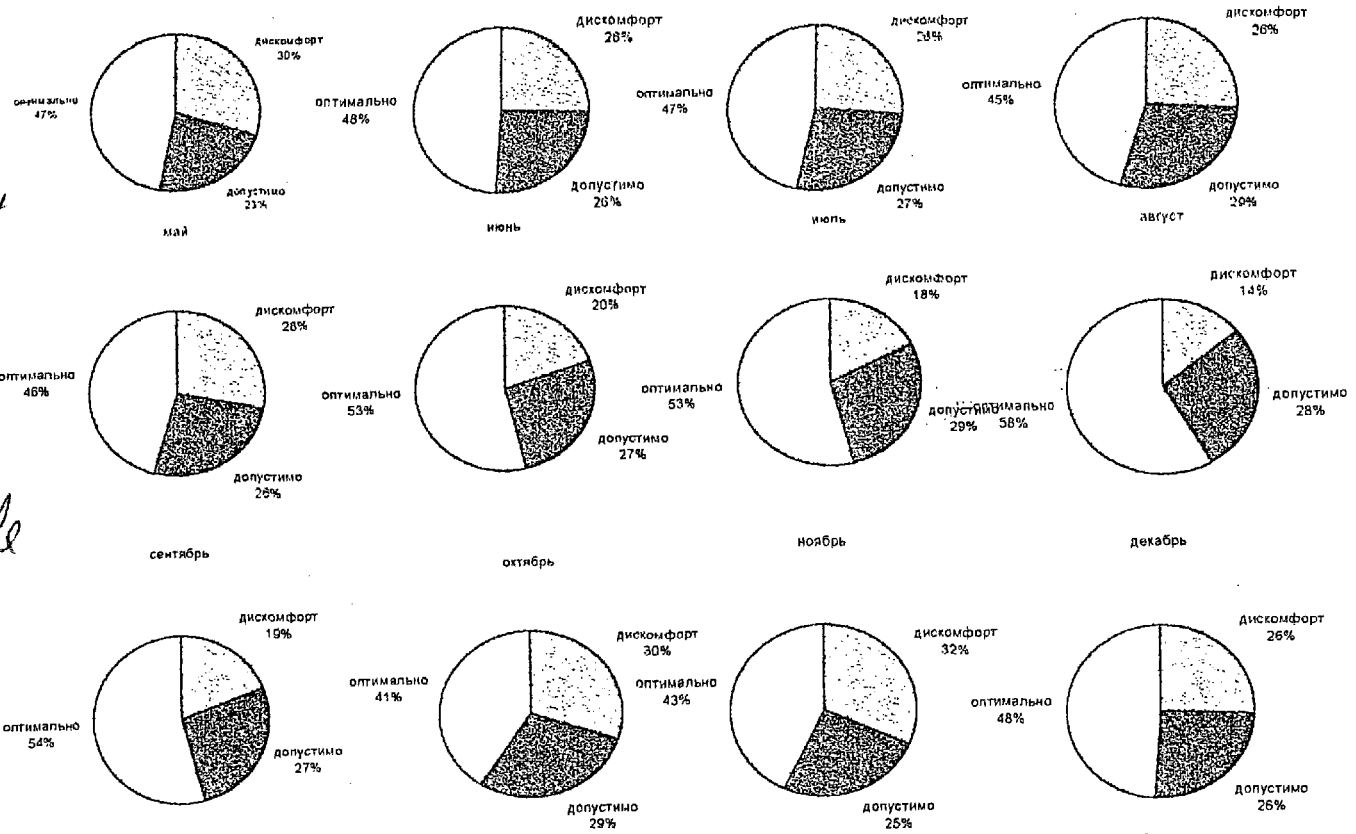 дискомфорт
30%
оптимально
47%
допустимо
23%
май
дискомфорт
26%
оптимально
48%
допустимо
26%
июнь
дискомфорт
оптимально
47%
допустимо
27%
июль
дискомфорт
26%
оптимально
45%
допустимо
29%
август
дискомфорт
28%
оптимально
46%
допустимо
26%
сентябрь
дискомфорт
20%
оптимально
53%
допустимо
27%
октябрь
дискомфорт
18%
оптимально
53%
допустимо
29%
ноябрь
дискомфорт
14%
оптимально
58%
допустимо
28%
декабрь
дискомфорт
19%
оптимально
54%
допустимо
27%
дискомфорт
30%
оптимально
41%
допустимо
29%
дискомфорт
32%
оптимально
43%
допустимо
25%
дискомфорт
26%
оптимально
48%
допустимо
26%